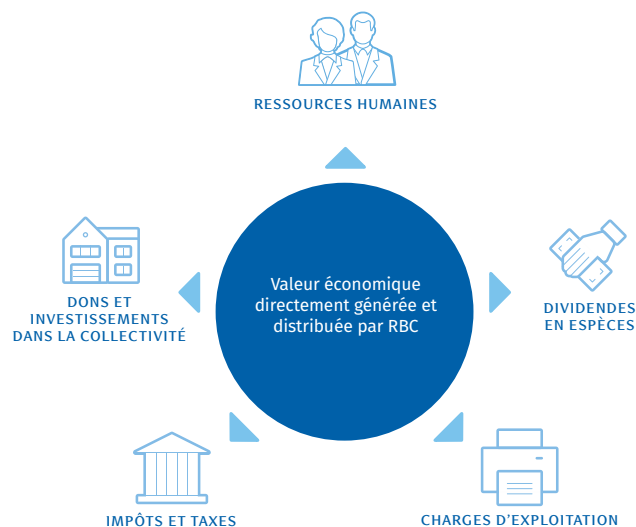 RESSOURCES HUMAINES
Valeur économique
directement générée et
distribuée par RBC
DONS ET
INVESTISSEMENTS
DANS LA COLLECTIVITÉ
DIVIDENDES
EN ESPÈCES
IMPÔTS ET TAXES
CHARGES D'EXPLOITATION